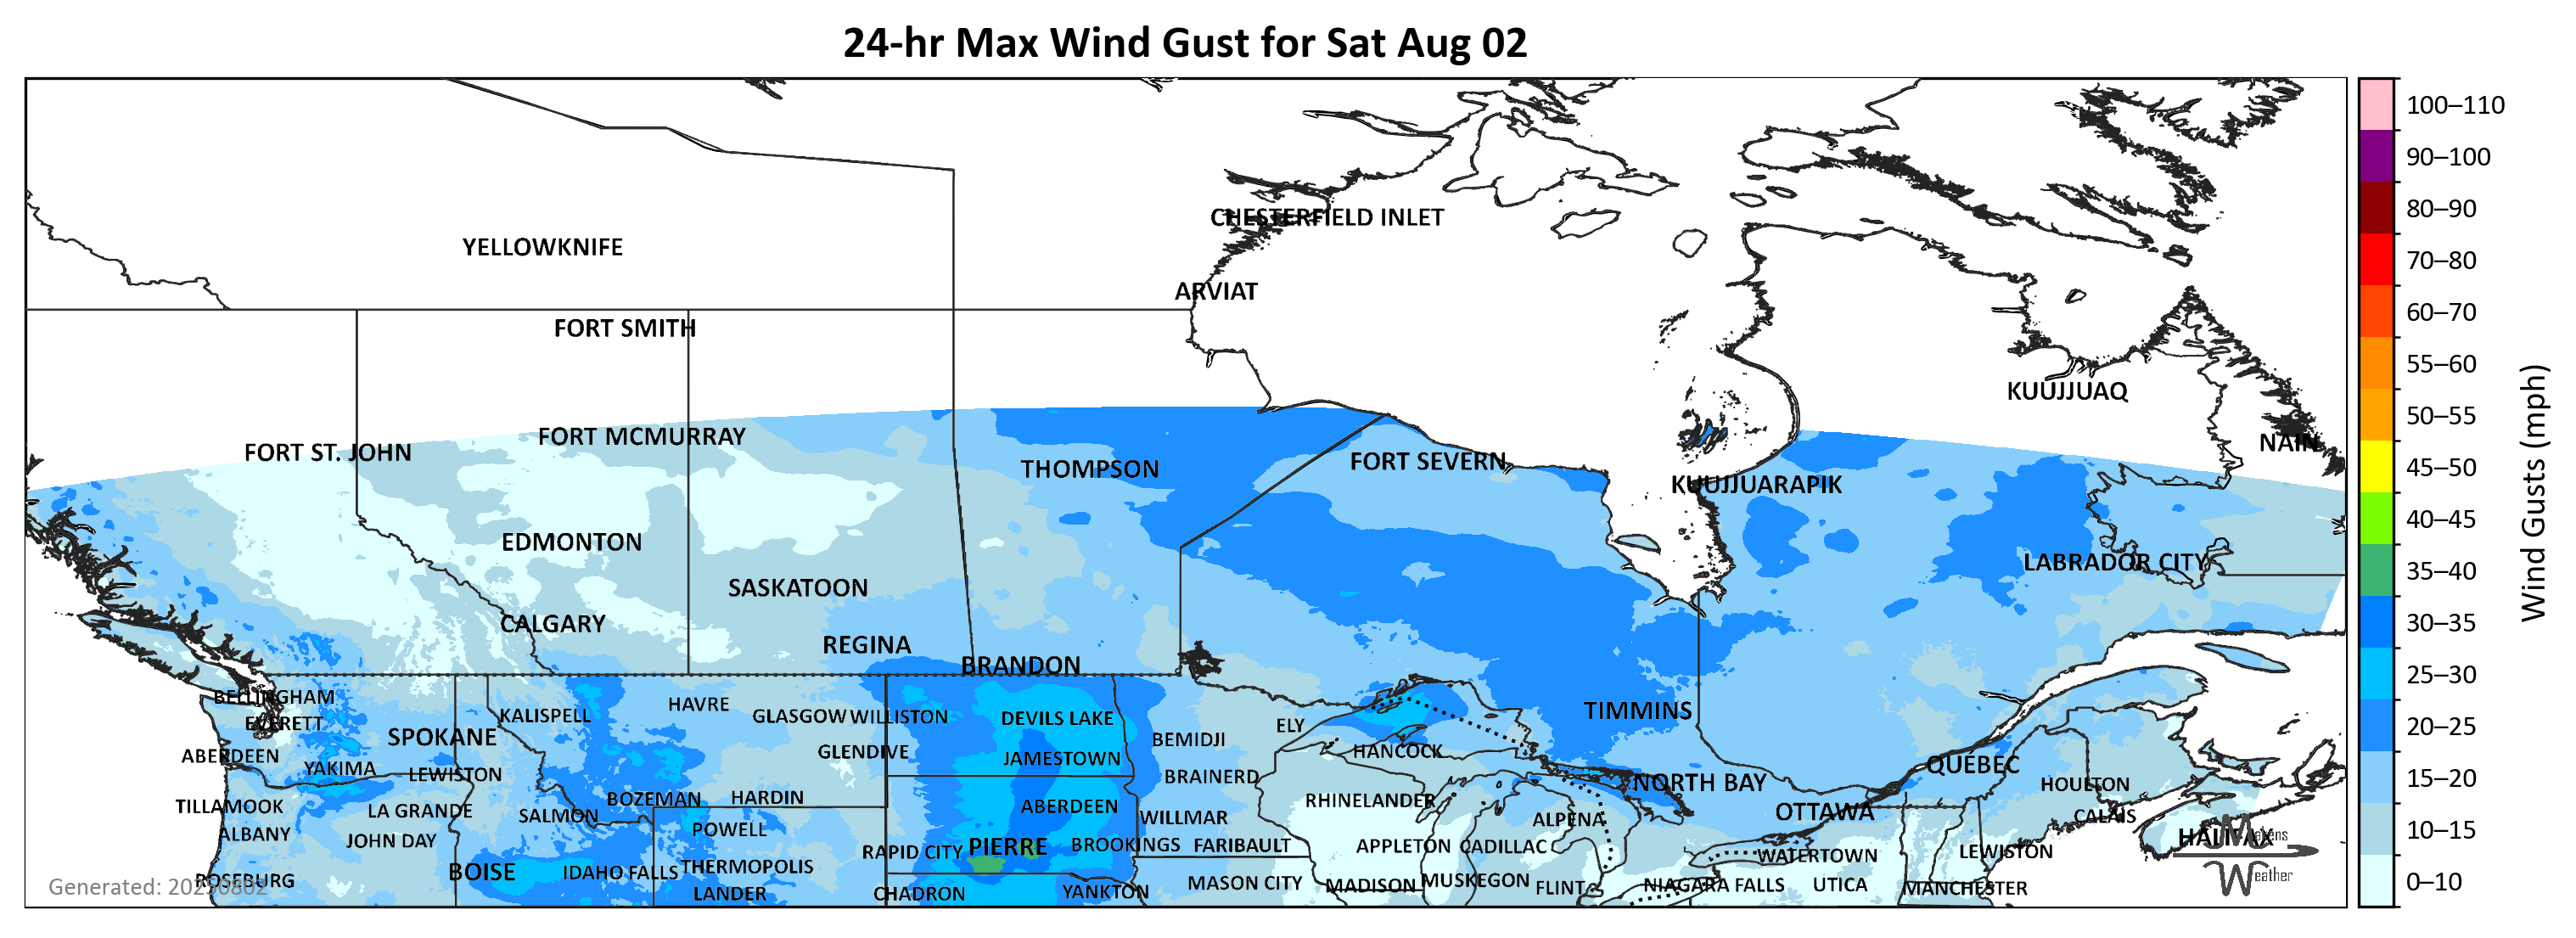 24-hr Max Wind Gust for Sat Aug 02
100–110
90–100
80–90
70–80
60–70
55–60
50–55
45–50
40–45
35–40
30–35
25–30
20–25
15–20
10–15
0–10
Wind Gusts (mph)
CHESTERFIELD INLET
YELLOWKNIFE
ARVIAT
FORT SMITH
KUUJJUAQ
FORT MCMURRAY
NAIN
FORT ST. JOHN
FORT SEVERN
THOMPSON
KUUJJUARAPIK
EDMONTON
LABRADOR CITY
SASKATOON
CALGARY
REGINA
BRANDON
BELLINGHAM
HAVRE
TIMMINS
KALISPELL
GLASGOW
WILLISTON
DEVILS LAKE
EVERETT
ELY
SPOKANE
BEMIDJI
GLENDIVE
HANCOCK
ABERDEEN
JAMESTOWN
QUÉBEC
YAKIMA
LEWISTON
BRAINERD
NORTH BAY
HOULTON
BOZEMAN
HARDIN
RHINELANDER
TILLAMOOK
ABERDEEN
LA GRANDE
OTTAWA
SALMON
WILLMAR
CALAIS
ALPENA
POWELL
ALBANY
HALIFAX
JOHN DAY
PIERRE
BROOKINGS
FARIBAULT
APPLETON
CADILLAC
RAPID CITY
LEWISTON
WATERTOWN
THERMOPOLIS
BOISE
IDAHO FALLS
ROSEBURG
MUSKEGON
MASON CITY
MADISON
NIAGARA FALLS
UTICA
FLINT
MANCHESTER
YANKTON
LANDER
CHADRON
Generated: 20250802
Makens
Weather